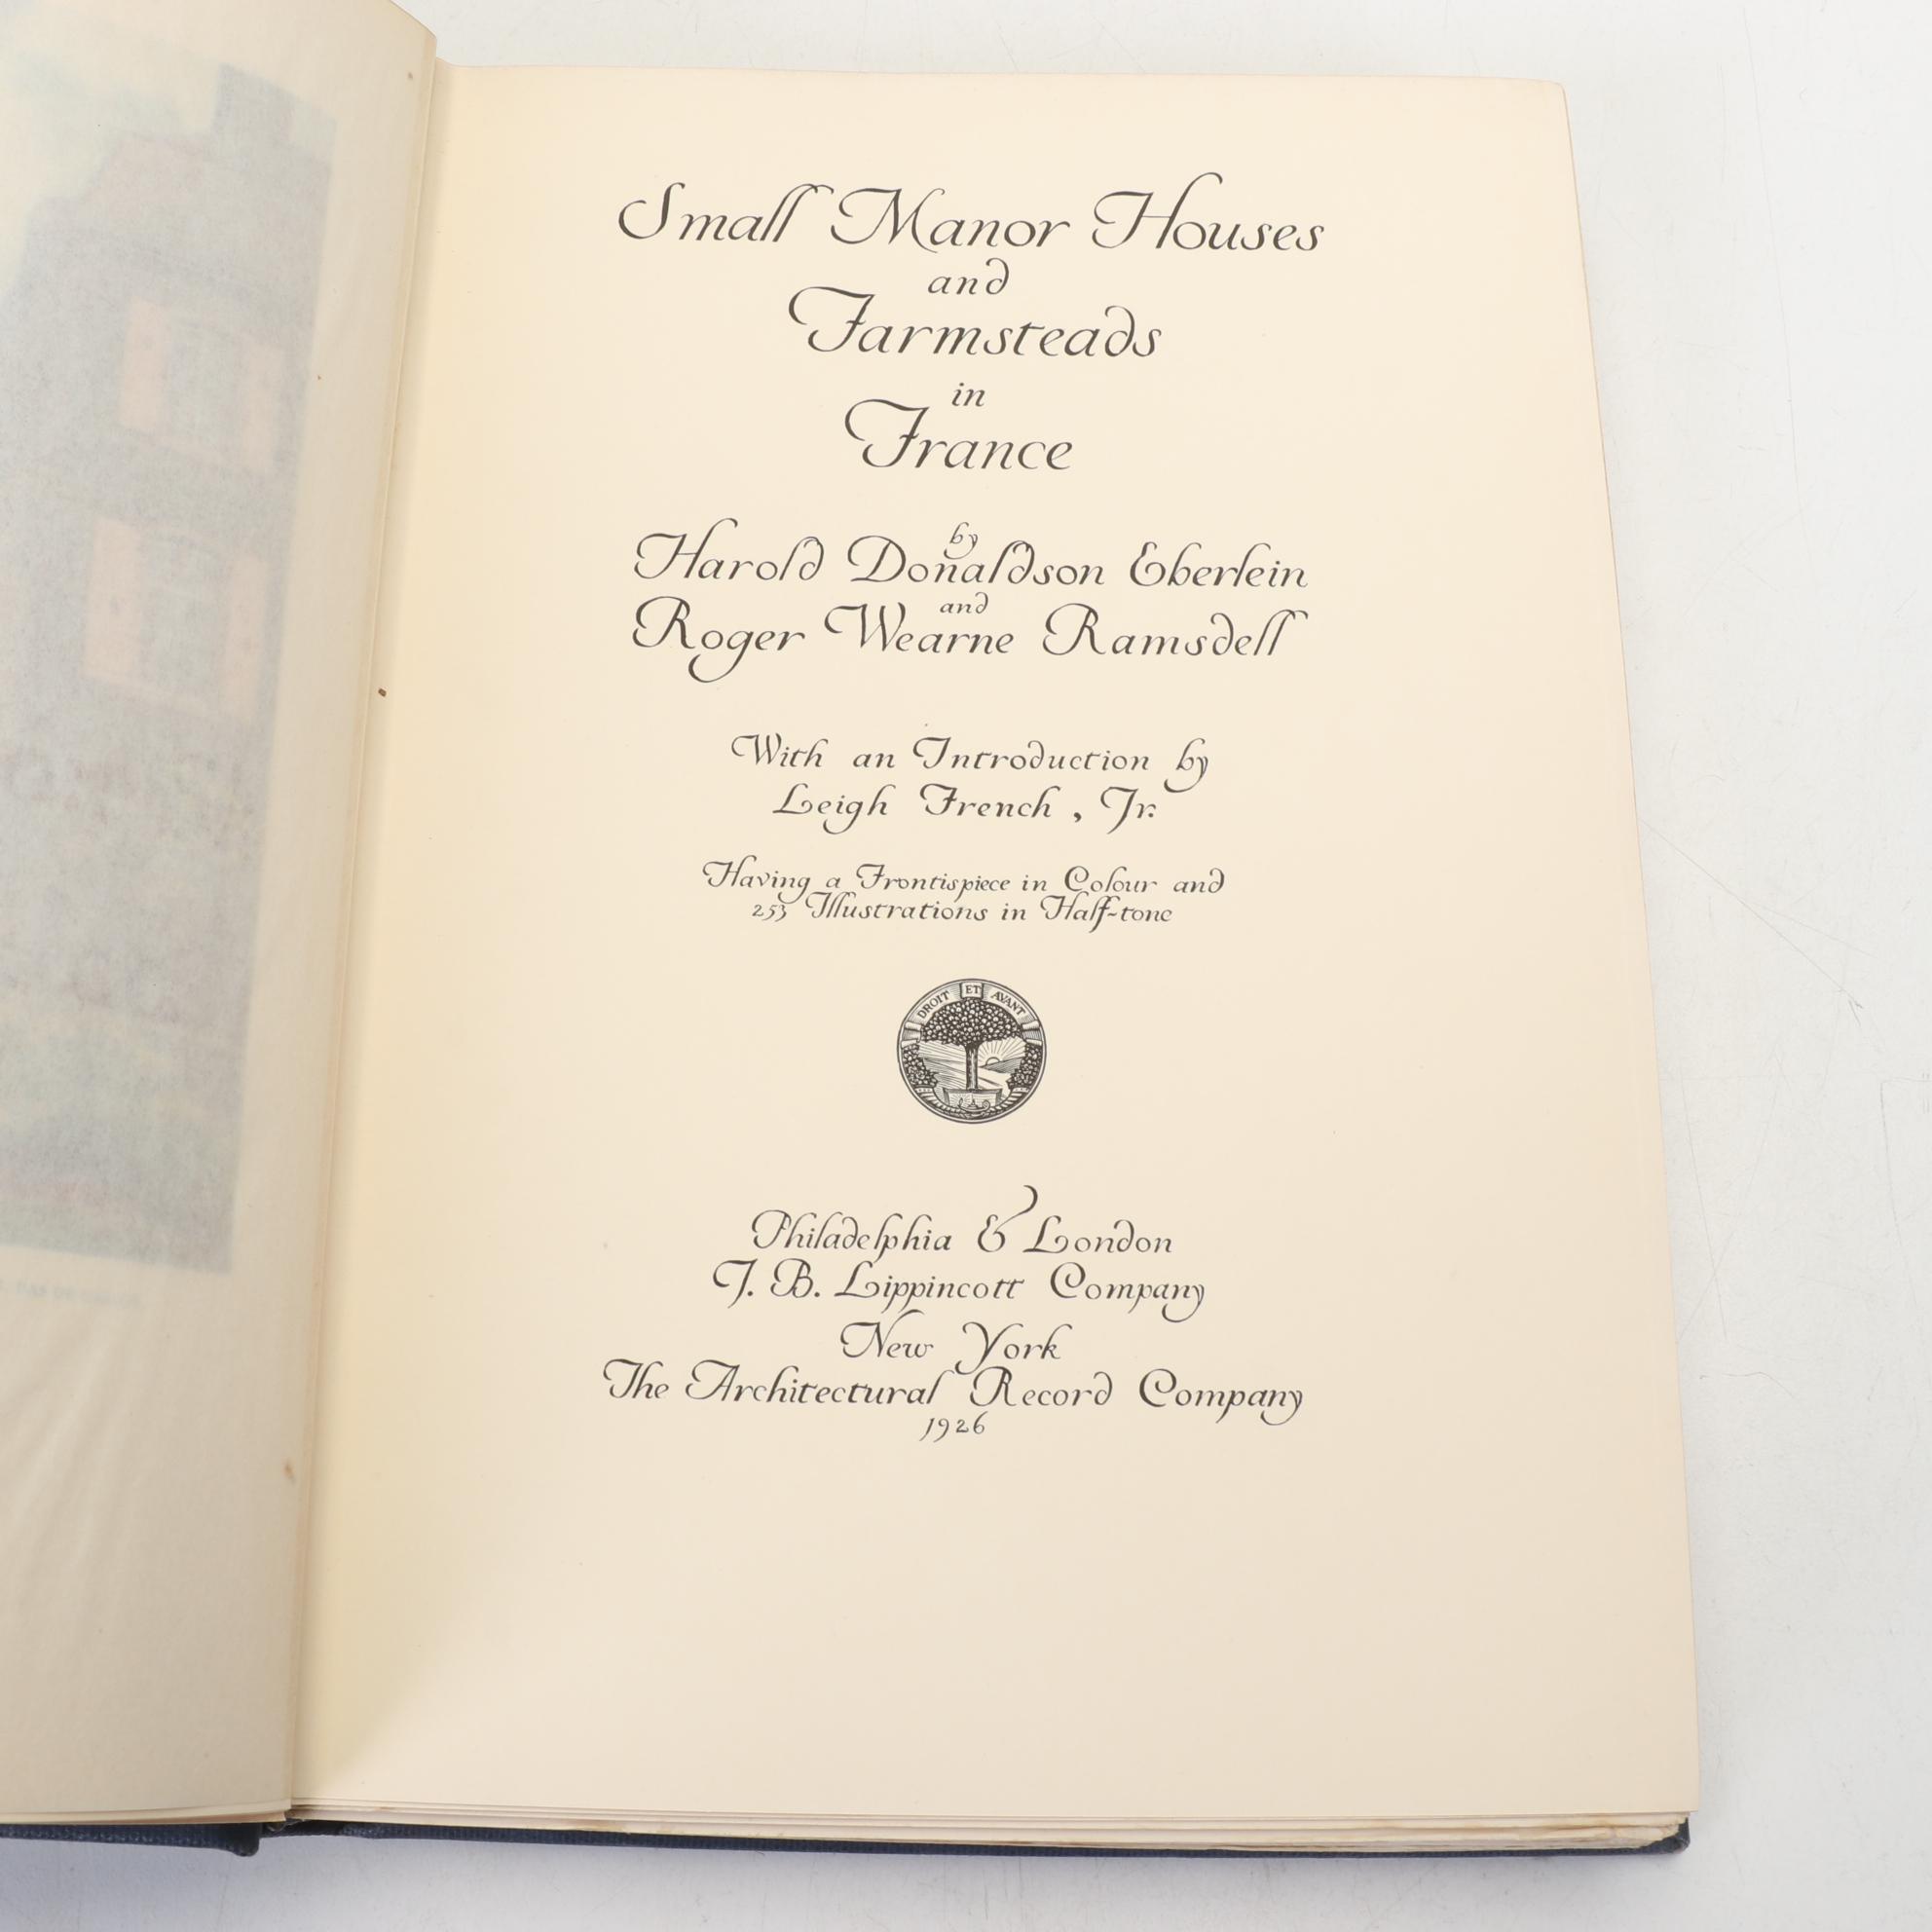 Small Manor Houses
and
Farmsteads
in
France
by
Harold Donaldson Eberlein
and
Roger Wearne Ramsdell
With an Introduction by
Leigh French, Jr.
Having a Frontispiece in Colour and
253 Illustrations in Half-tone
DROIT ET AVANT
Philadelphia & London
J. B. Lippincott Company
New York
The Architectural Record Company
1926